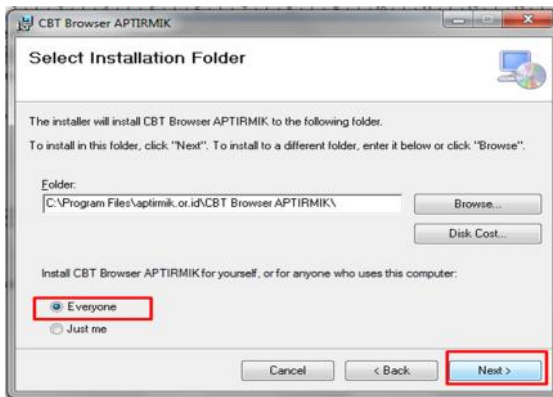 CBT Browser APTIRMIK
Select Installation Folder
The installer will install CBT Browser APTIRMIK to the following folder.
To install in this folder, click "Next". To install to a different folder, enter it below or click "Browse".
Folder:
C:\Program Files\aptirmik.or.id\CBT Browser APTIRMIK\
Browse...
Disk Cost...
Install CBT Browser APTIRMIK for yourself, or for anyone who uses this computer:
Everyone
Just me
Cancel
< Back
Next >